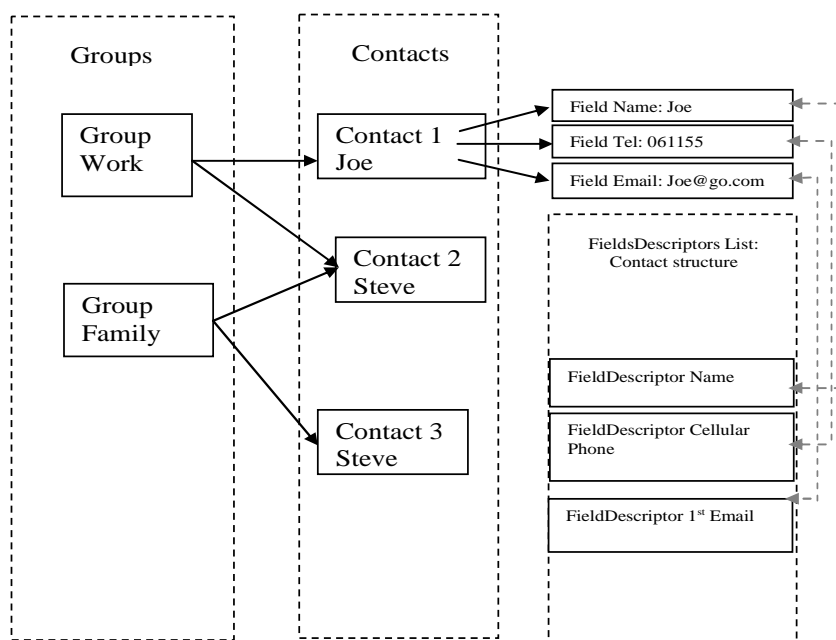 Groups
Group
Work
Group
Family
Contacts
Contact 1
Joe
Contact 2
Steve
Contact 3
Steve
Field Name: Joe
Field Tel: 061155
Field Email: Joe@go.com
FieldsDescriptors List:
Contact structure
FieldDescriptor Name
FieldDescriptor Cellular
Phone
FieldDescriptor 1st Email